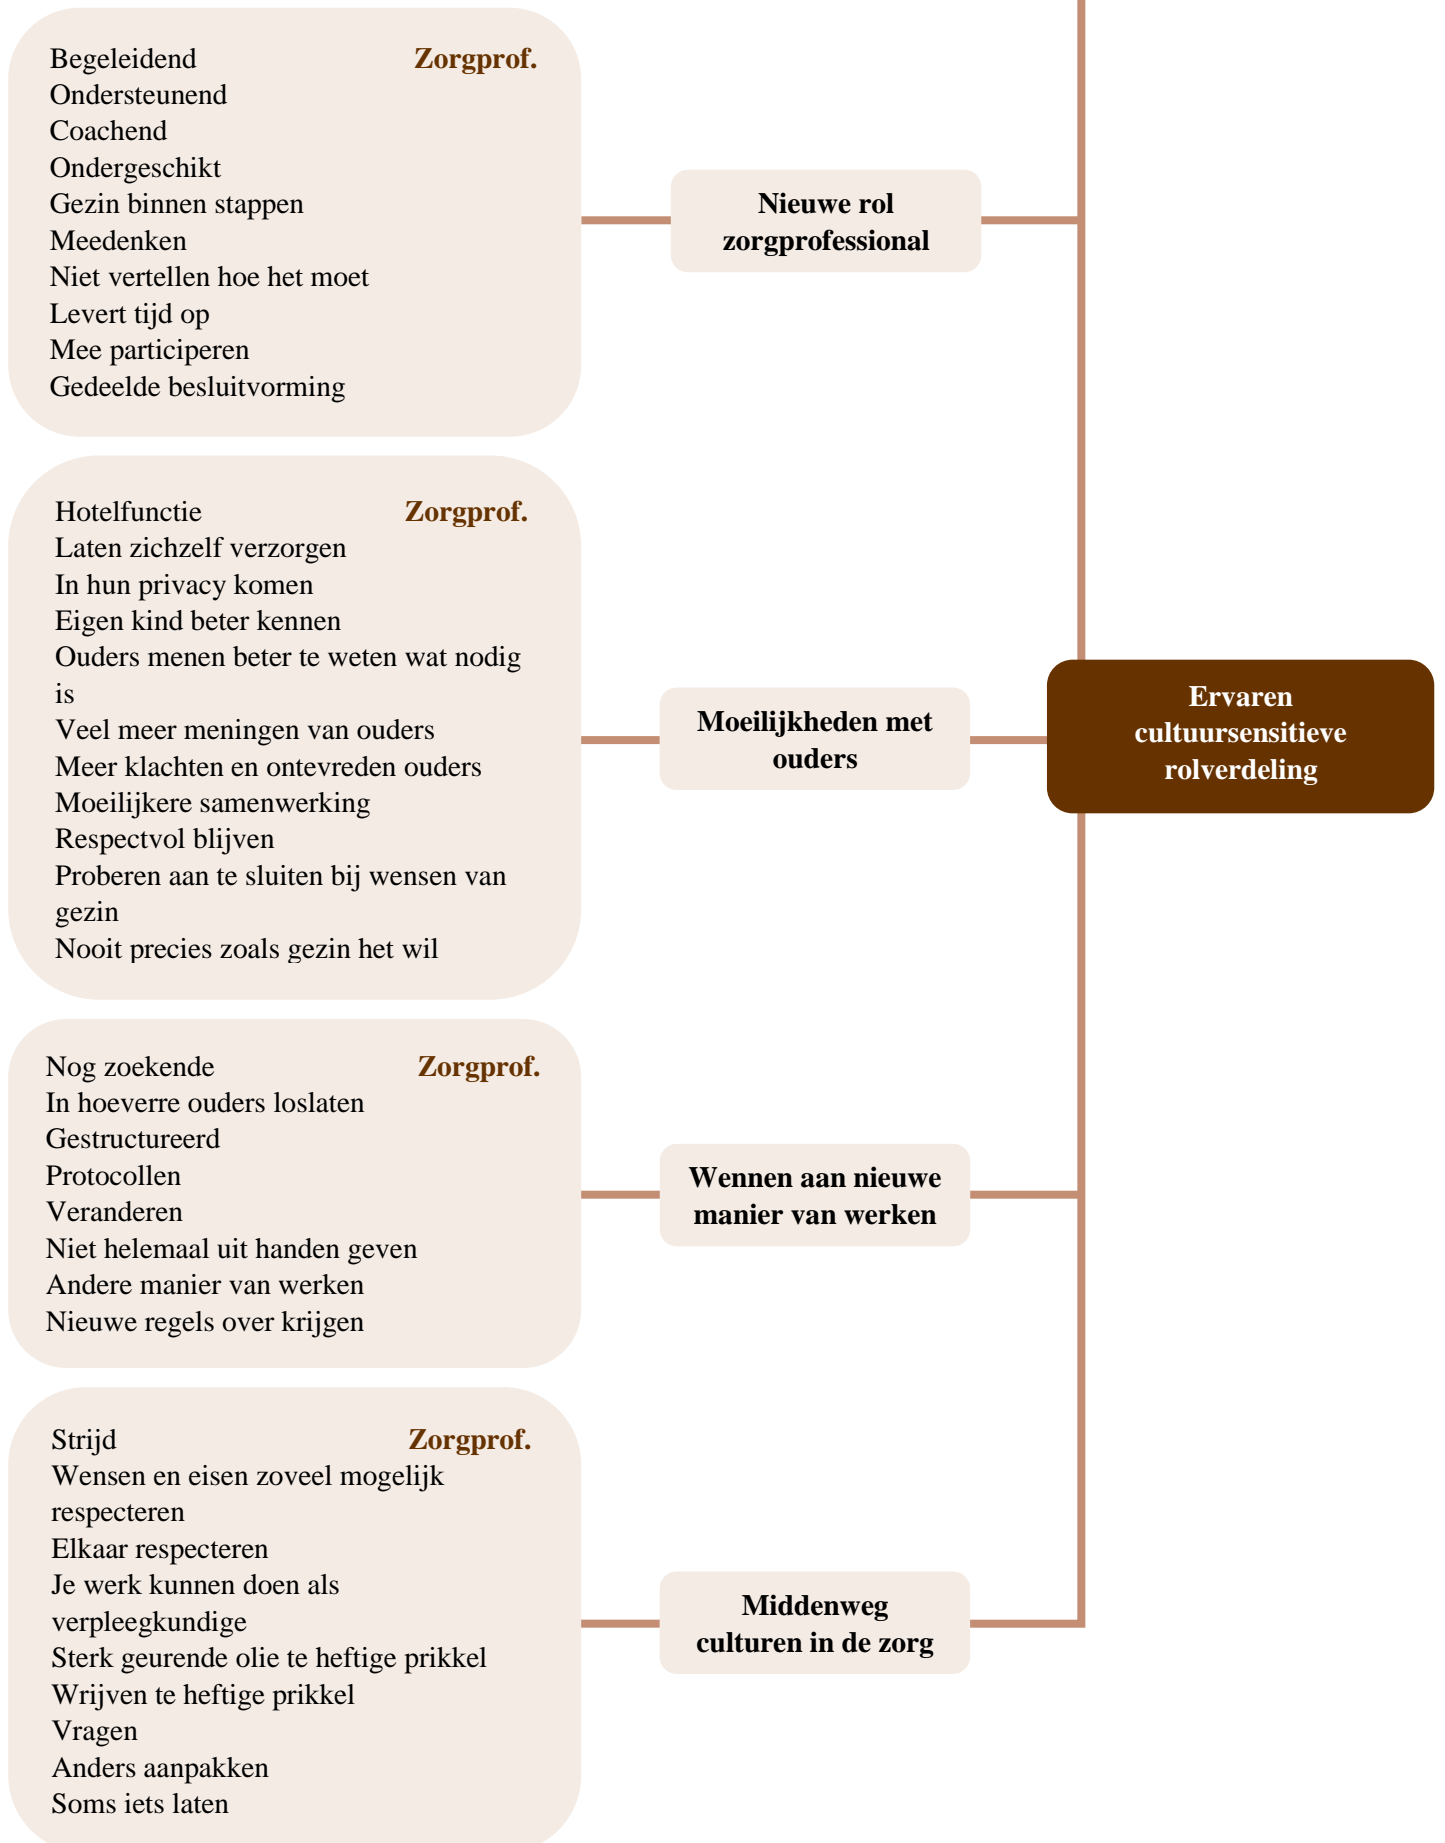 Begeleidend Zorgprof.
Ondersteunend
Coachend
Ondergeschikt
Gezin binnen stappen
Meedenken
Niet vertellen hoe het moet
Levert tijd op
Mee participeren
Gedeelde besluitvorming
Nieuwe rol
zorgprofessional
Hotelfunctie Zorgprof.
Laten zichzelf verzorgen
In hun privacy komen
Eigen kind beter kennen
Ouders menen beter te weten wat nodig
is
Veel meer meningen van ouders
Meer klachten en ontevreden ouders
Moeilijkere samenwerking
Respectvol blijven
Proberen aan te sluiten bij wensen van
gezin
Nooit precies zoals gezin het wil
Moeilijkheden met
ouders
Ervaren
cultuursensitieve
rolverdeling
Nog zoekende Zorgprof.
In hoeverre ouders loslaten
Gestructureerd
Protocollen
Veranderen
Niet helemaal uit handen geven
Andere manier van werken
Nieuwe regels over krijgen
Wennen aan nieuwe
manier van werken
Strijd Zorgprof.
Wensen en eisen zoveel mogelijk
respecteren
Elkaar respecteren
Je werk kunnen doen als
verpleegkundige
Sterk geurende olie te heftige prikkel
Wrijven te heftige prikkel
Vragen
Anders aanpakken
Soms iets laten
Middenweg
culturen in de zorg